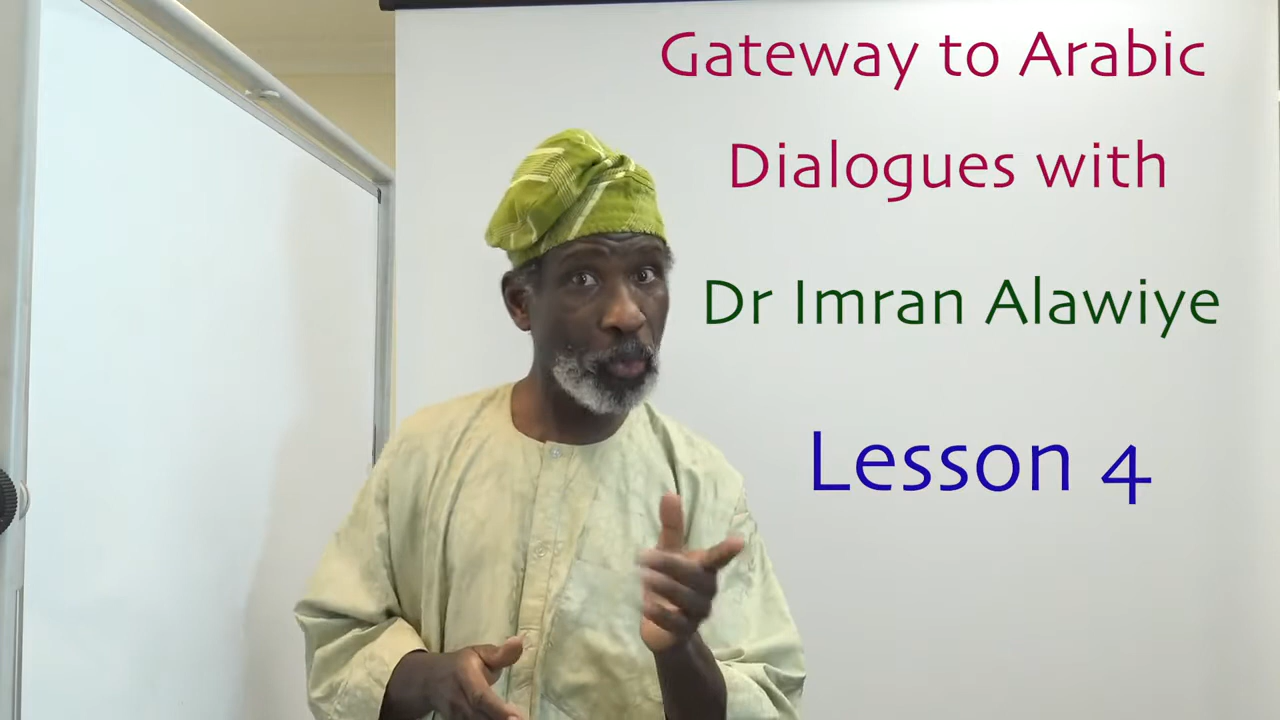 Gateway to Arabic
Dialogues with
Dr Imran Alawiye
Lesson 4